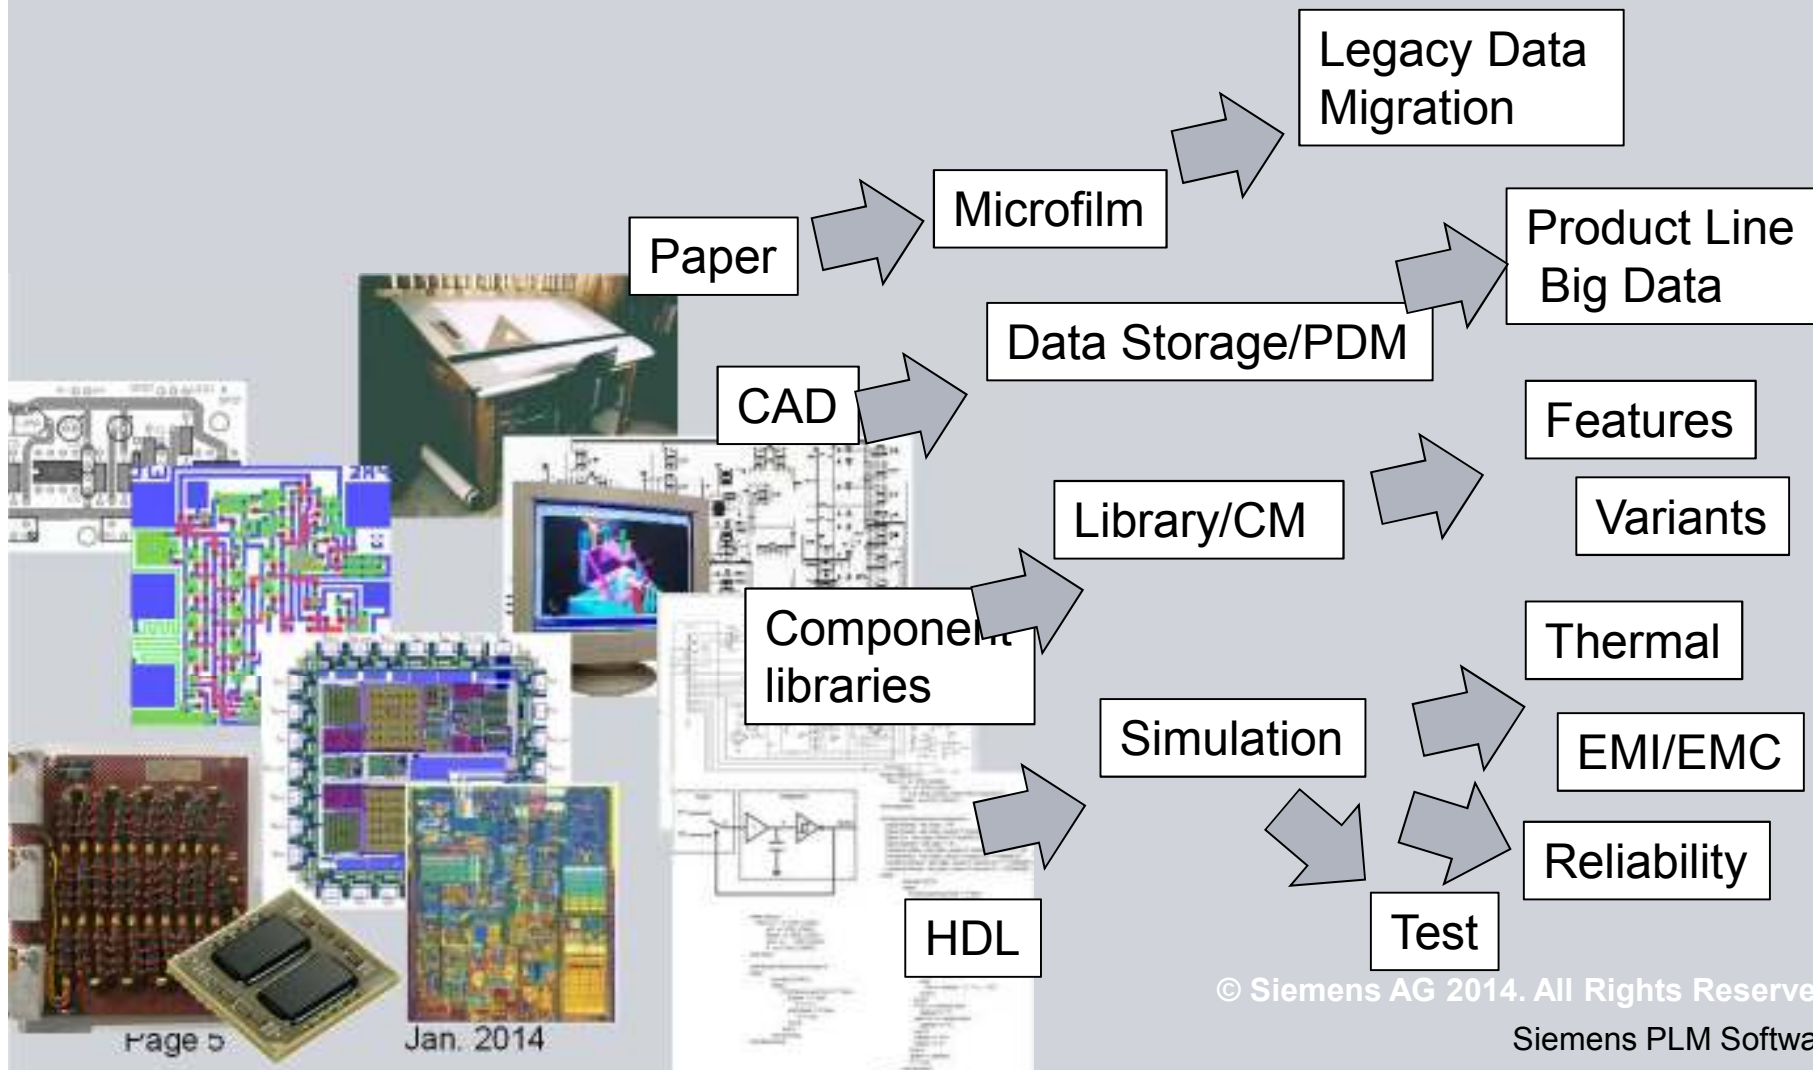 Legacy Data
Migration
Microfilm
Paper
Product Line
Big Data
Data Storage/PDM
CAD
Features
Library/CM
Variants
Component
libraries
Thermal
Simulation
EMI/EMC
Reliability
HDL
Test
© Siemens AG 2014. All Rights Reserve
Page 5
Jan. 2014
Siemens PLM Softwa